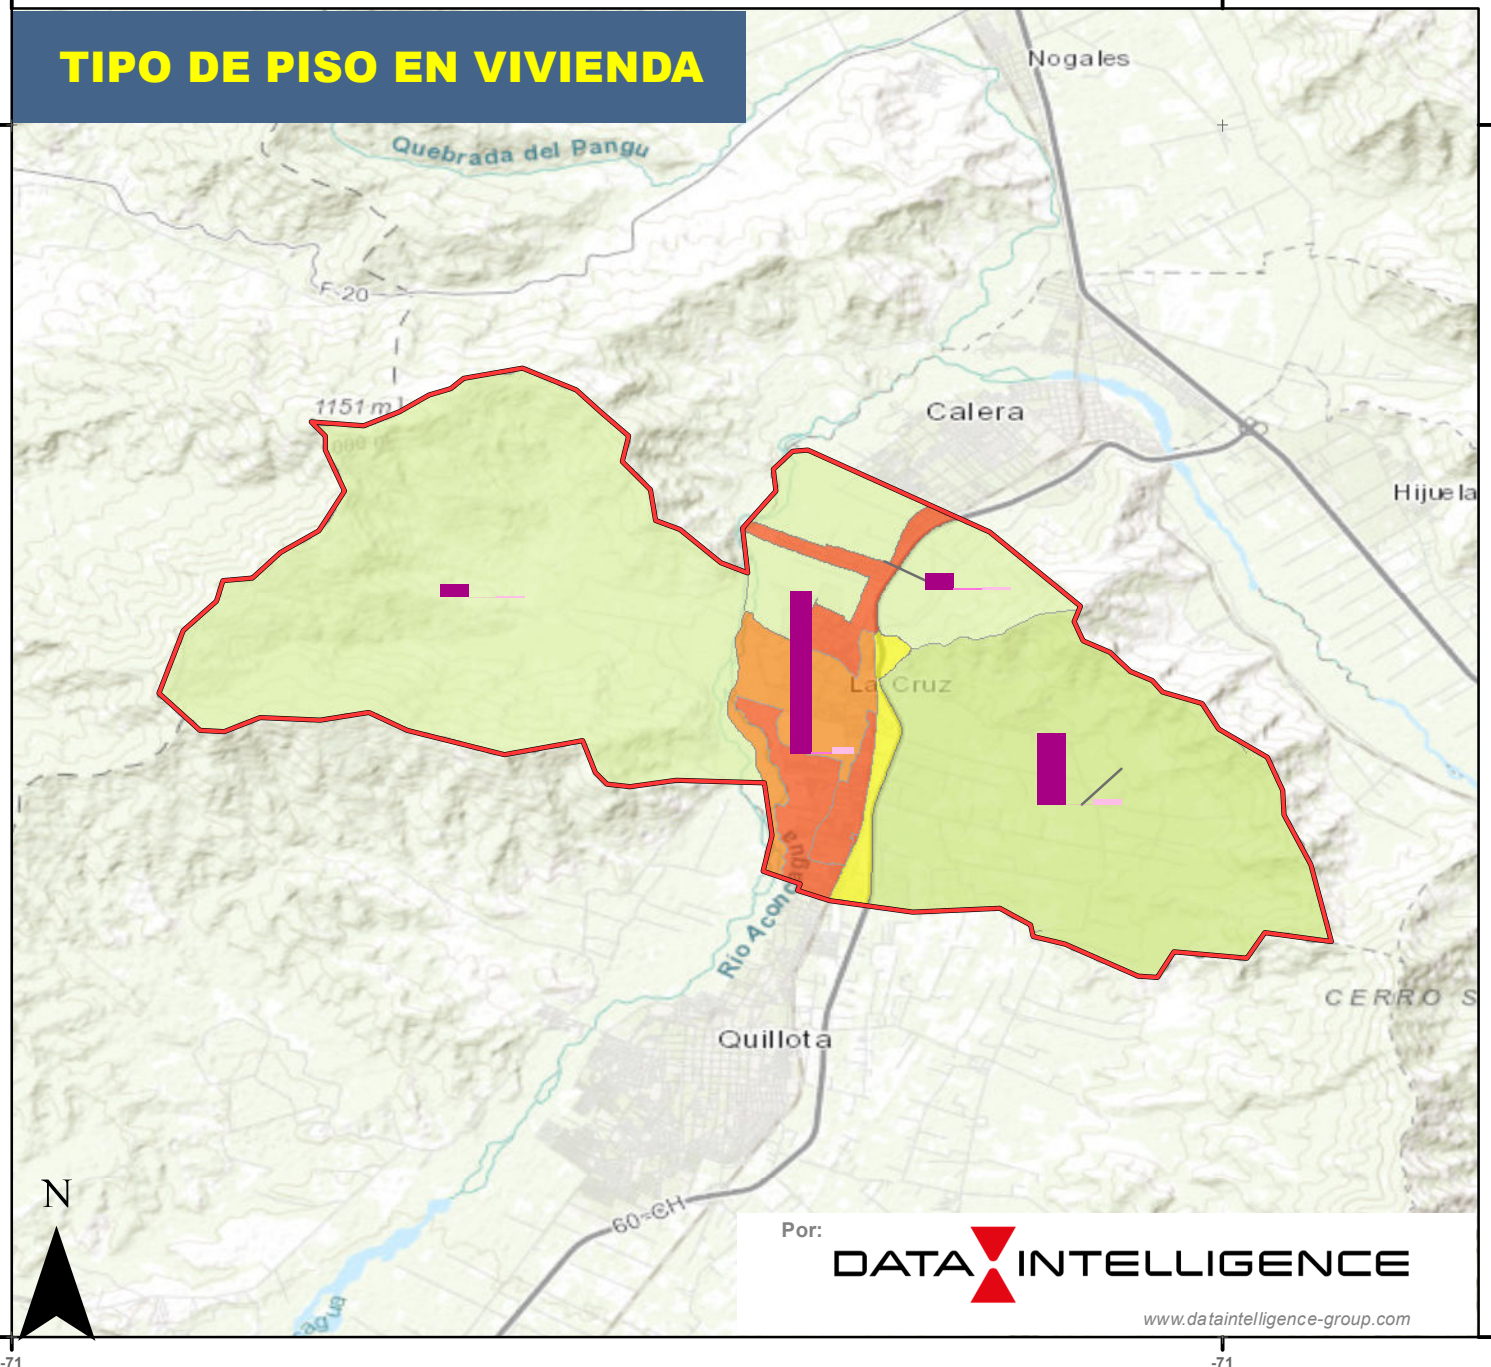 TIPO DE PISO EN VIVIENDA
Nogales
Quebrada del Pangu
F-20
1151 m
Calera
Hijuela
La Cruz
Río Aconcagua
CERRO S
Quillota
N
60-CH
Por:
DATA INTELLIGENCE
www.dataintelligence-group.com
agua
-71
-71